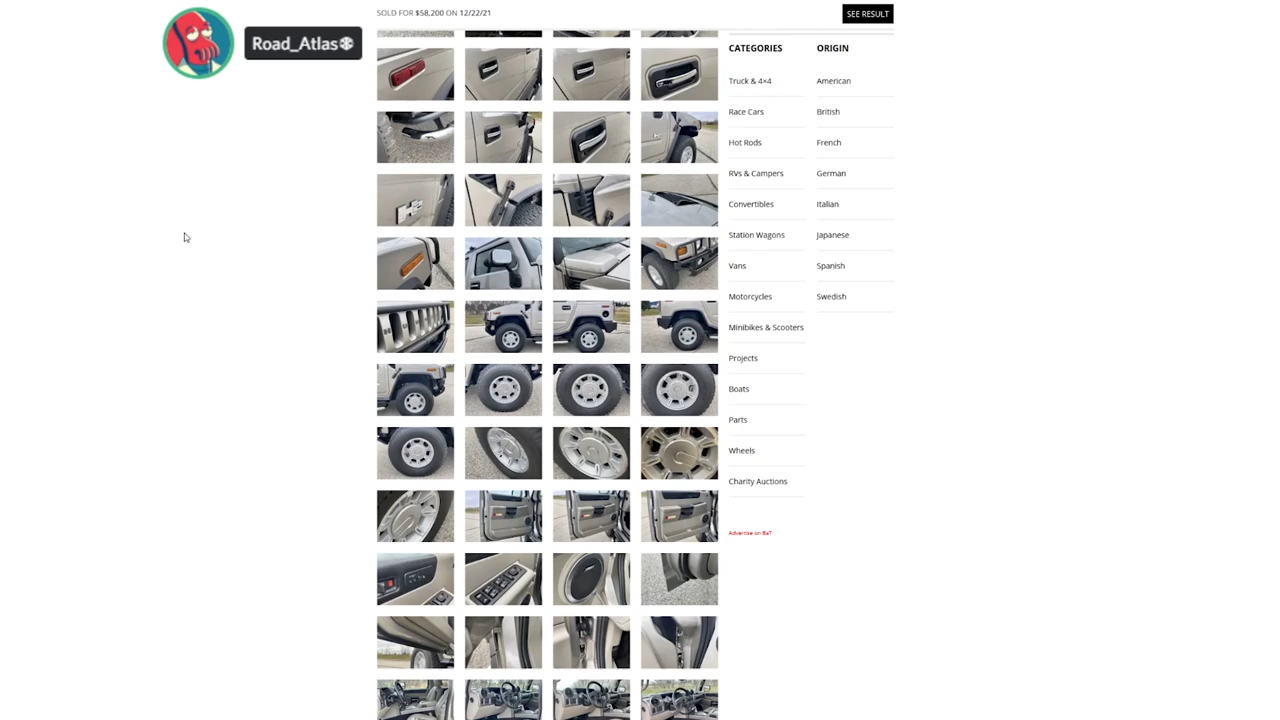 SOLD FOR $58,200 ON 12/22/21
SEE RESULT
Road_Atlas
CATEGORIES
Truck & 4×4
Race Cars
Hot Rods
RVs & Campers
Convertibles
Station Wagons
Vans
Motorcycles
Minibikes & Scooters
Projects
Boats
Parts
Wheels
Charity Auctions
ORIGIN
American
British
French
German
Italian
Japanese
Spanish
Swedish
Advertise on BaT